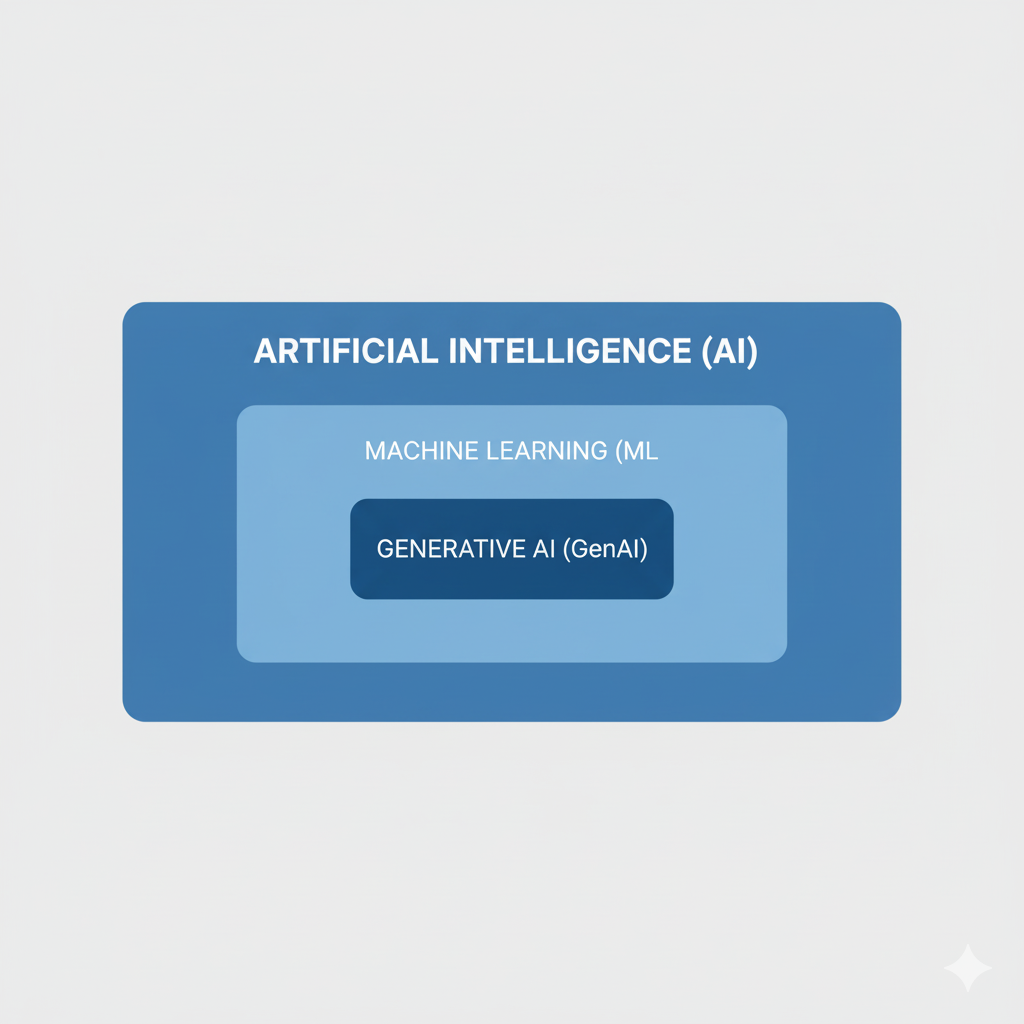 ARTIFICIAL INTELLIGENCE (AI)
MACHINE LEARNING (ML
GENERATIVE AI (GenAI)